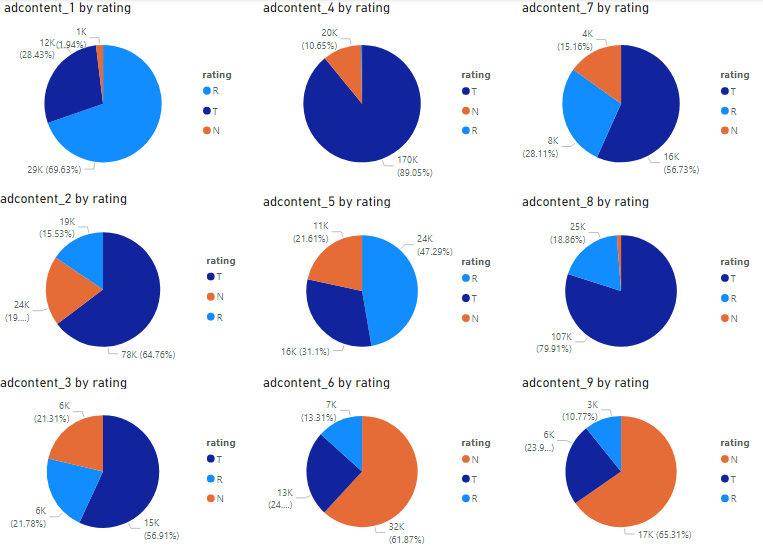 adcontent_1 by rating
1K
(1.94%)
12K
(28.43%)
29K (69.63%)
rating
R
T
N
adcontent_4 by rating
20K
(10.65%)
170K
(89.05%)
rating
T
N
R
adcontent_7 by rating
4K
(15.16%)
8K
(28.11%)
16K
(56.73%)
rating
T
R
N
adcontent_2 by rating
19K
(15.53%)
24K
(19....)
78K (64.76%)
rating
T
N
R
adcontent_5 by rating
11K
(21.61%)
24K
(47.29%)
16K (31.1%)
rating
R
T
N
adcontent_8 by rating
25K
(18.86%)
107K
(79.91%)
rating
T
R
N
adcontent_3 by rating
6K
(21.31%)
6K
(21.78%)
15K
(56.91%)
rating
T
R
N
adcontent_6 by rating
7K
(13.31%)
13K
(24....)
32K
(61.87%)
rating
N
T
R
adcontent_9 by rating
3K
(10.77%)
6K
(23.9...)
17K (65.31%)
rating
N
T
R